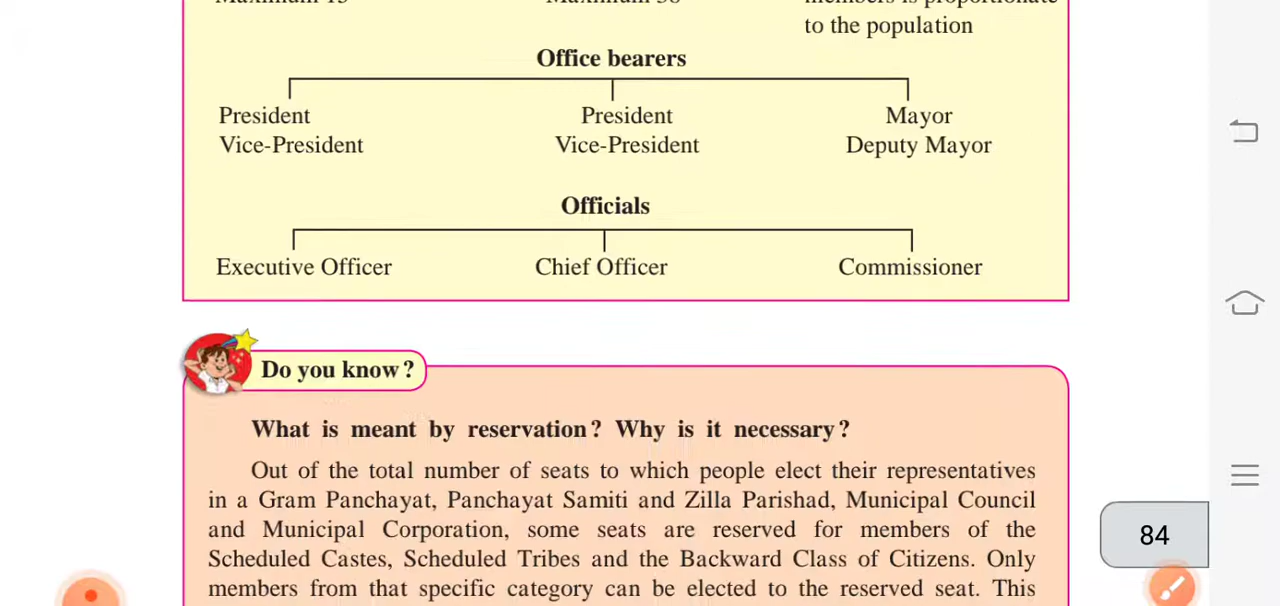 members is proportionate
to the population
Office bearers
President President Mayor
Vice-President Vice-President Deputy Mayor
Officials
Executive Officer Chief Officer Commissioner
Do you know?
What is meant by reservation? Why is it necessary?
Out of the total number of seats to which people elect their representatives
in a Gram Panchayat, Panchayat Samiti and Zilla Parishad, Municipal Council
and Municipal Corporation, some seats are reserved for members of the
Scheduled Castes, Scheduled Tribes and the Backward Class of Citizens. Only
members from that specific category can be elected to the reserved seat. This
84